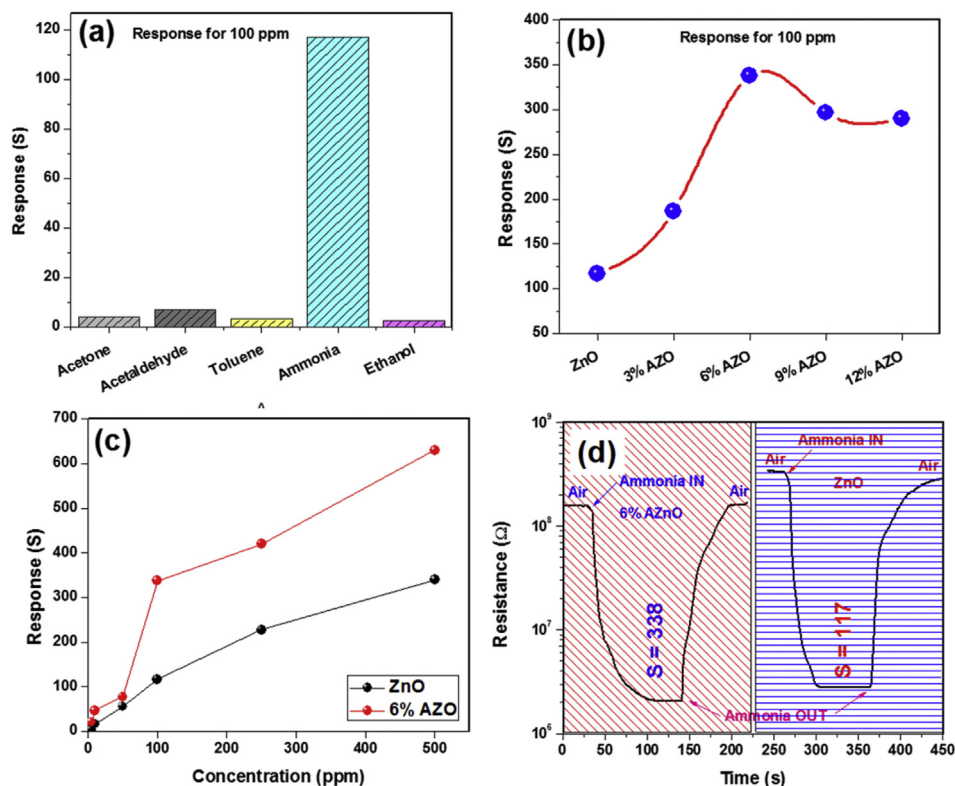 (a)
Response for 100 ppm
120
100
80
60
40
20
0
Response (S)
Acetone
Acetaldehyde
Toluene
Ammonia
Ethanol
(b)
Response for 100 ppm
400
350
300
250
200
150
100
50
Response (S)
ZnO
3% AZO
6% AZO
9% AZO
12% AZO
^
(c)
700
600
500
400
300
200
100
0
Response (S)
ZnO
6% AZO
0
100
200
300
400
500
Concentration (ppm)
(d)
10⁹
10⁸
10⁷
10⁶
Resistance (Ω)
Air
Ammonia IN
6% AZnO
Air
S = 338
Ammonia IN
Air
ZnO
Air
S = 117
Ammonia OUT
0
50
100
150
200
250
300
350
400
450
Time (s)